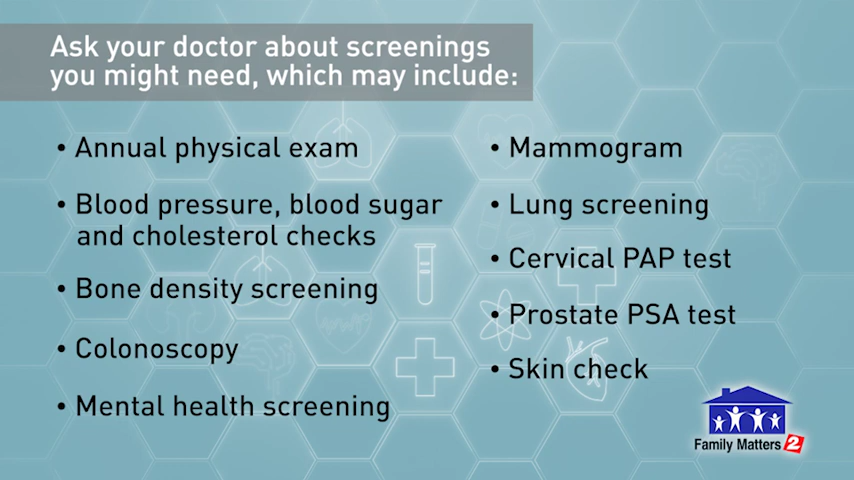 Ask your doctor about screenings
you might need, which may include:
• Annual physical exam
• Blood pressure, blood sugar
and cholesterol checks
• Bone density screening
• Colonoscopy
• Mental health screening
• Mammogram
• Lung screening
• Cervical PAP test
• Prostate PSA test
• Skin check
Family Matters 2